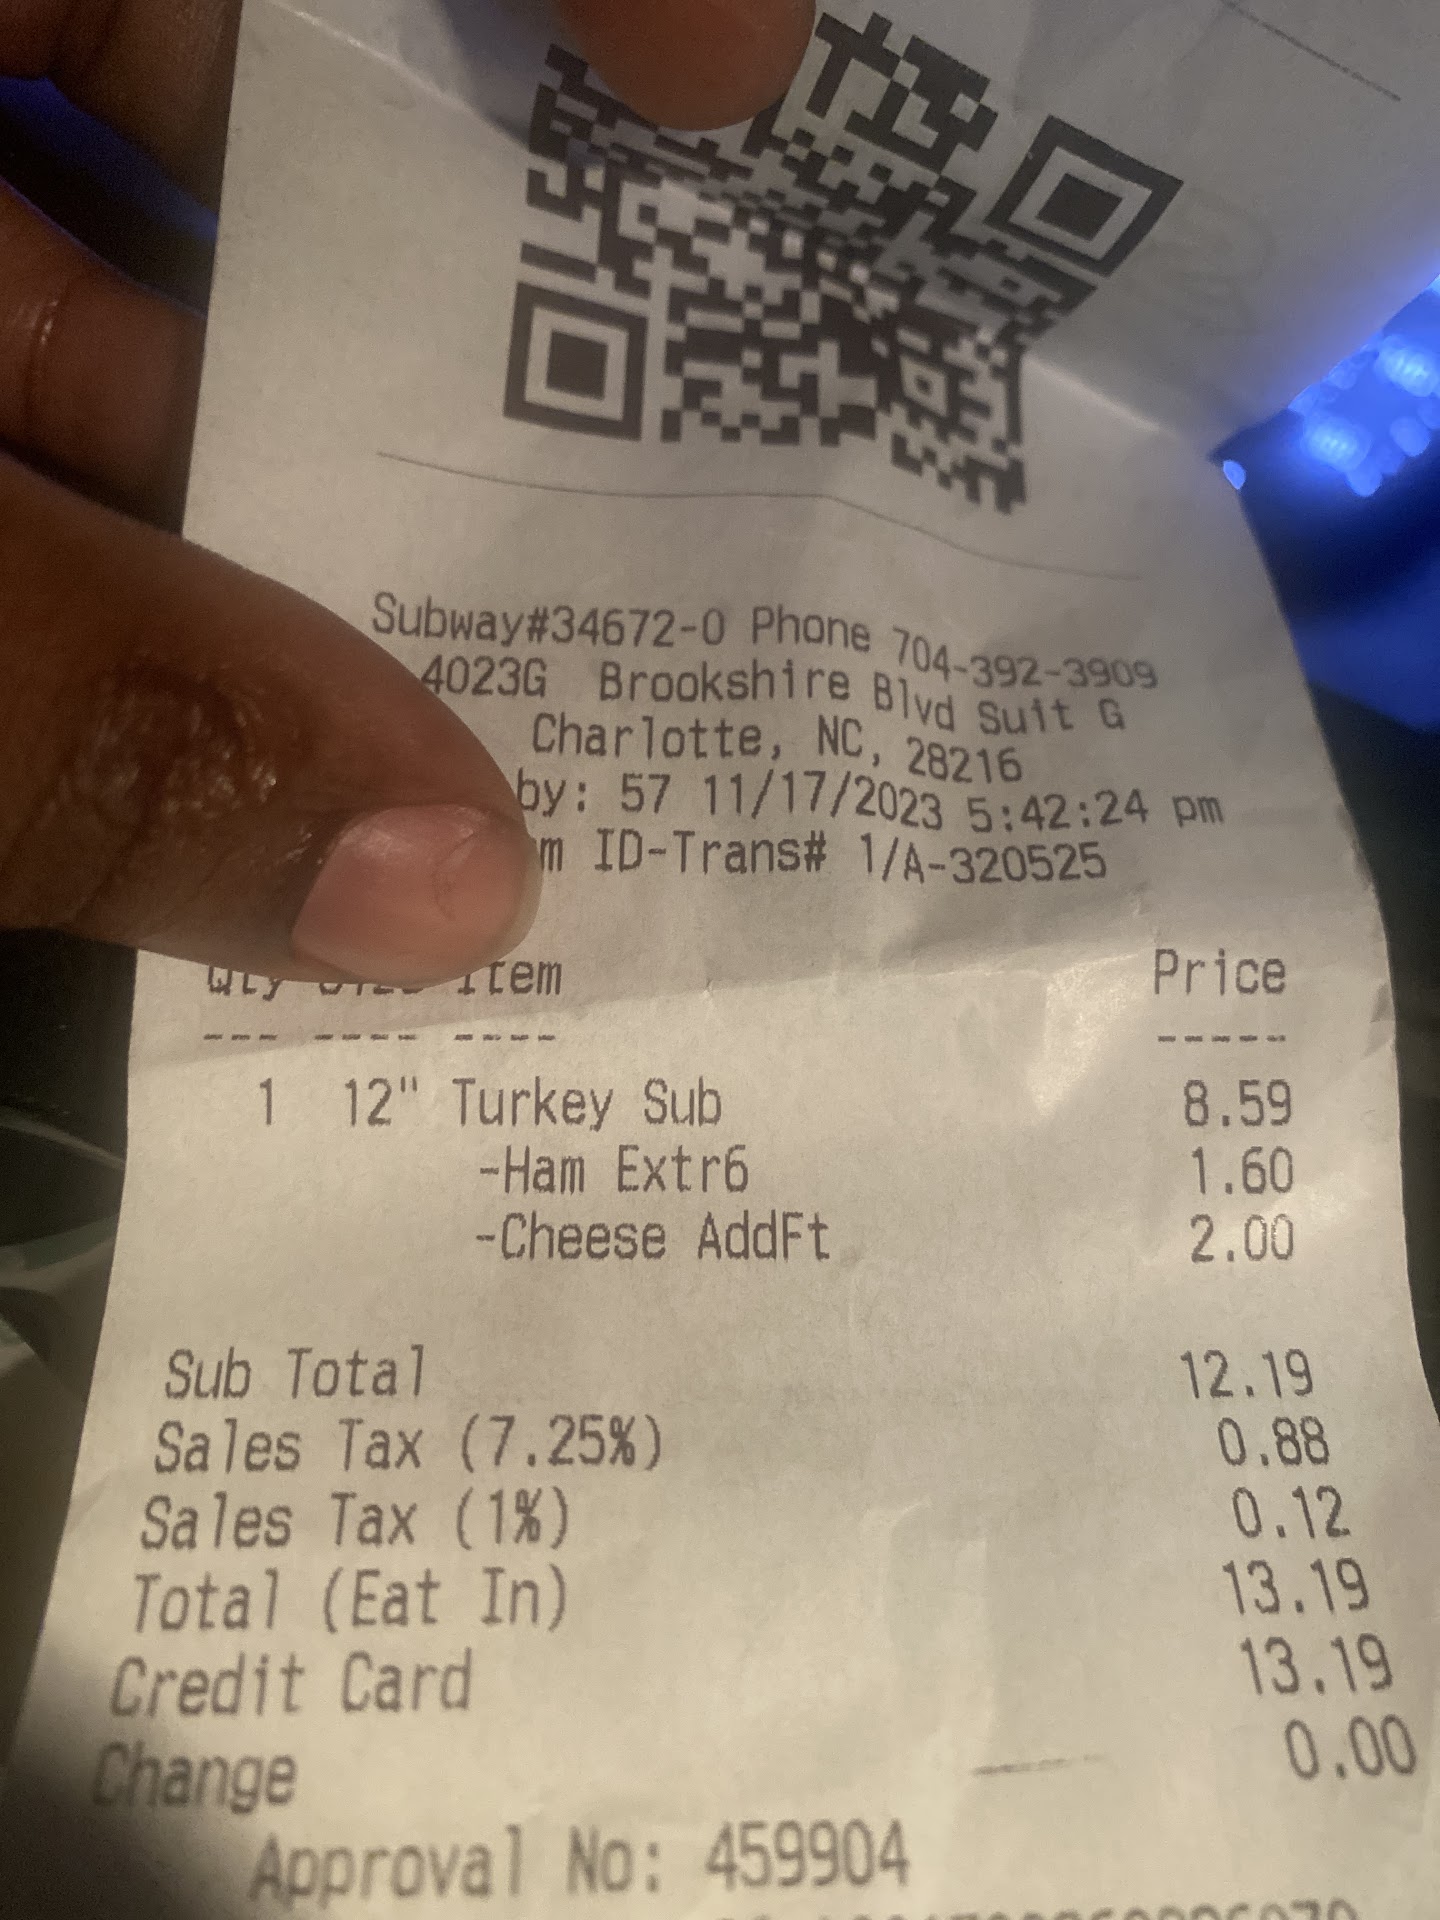 Subway#34672-0 Phone 704-392-3909
4023G Brookshire Blvd Suit G
Charlotte, NC, 28216
by: 57 11/17/2023 5:42:24 pm
ID-Trans# 1/A-320525
Qty Item Price
--- ---- ---- -----
1 12" Turkey Sub 8.59
-Ham Extr6 1.60
-Cheese AddFt 2.00
Sub Total 12.19
Sales Tax (7.25%) 0.88
Sales Tax (1%) 0.12
Total (Eat In) 13.19
Credit Card 13.19
Change 0.00
Approval No: 459904